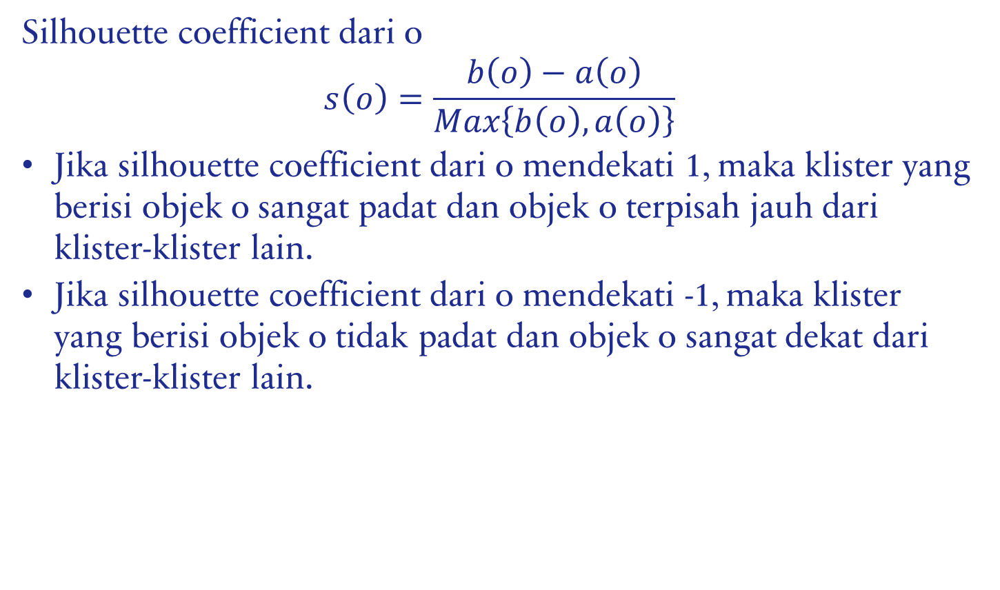 Silhouette coefficient dari o
s(o) = b(o) − a(o) / Max{b(o), a(o)}
• Jika silhouette coefficient dari o mendekati 1, maka klister yang
berisi objek o sangat padat dan objek o terpisah jauh dari
klister-klister lain.
• Jika silhouette coefficient dari o mendekati -1, maka klister
yang berisi objek o tidak padat dan objek o sangat dekat dari
klister-klister lain.